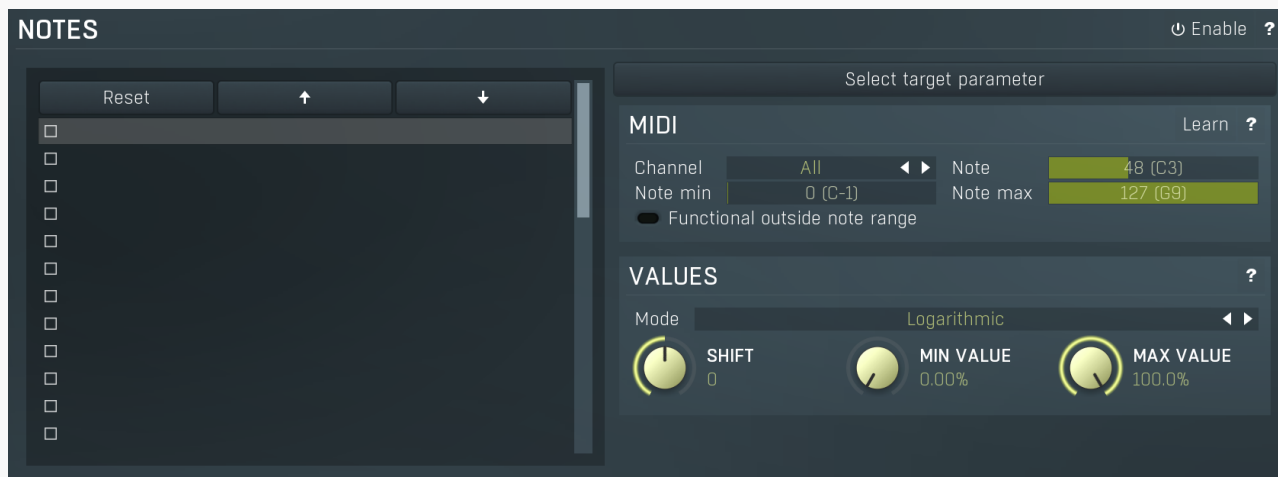 NOTES
Enable ?
Reset
Select target parameter
MIDI
Learn ?
Channel All Note 48 (C3)
Note min 0 (C-1) Note max 127 (G9)
Functional outside note range
VALUES
?
Mode Logarithmic
SHIFT MIN VALUE MAX VALUE
0 0.00% 100.0%